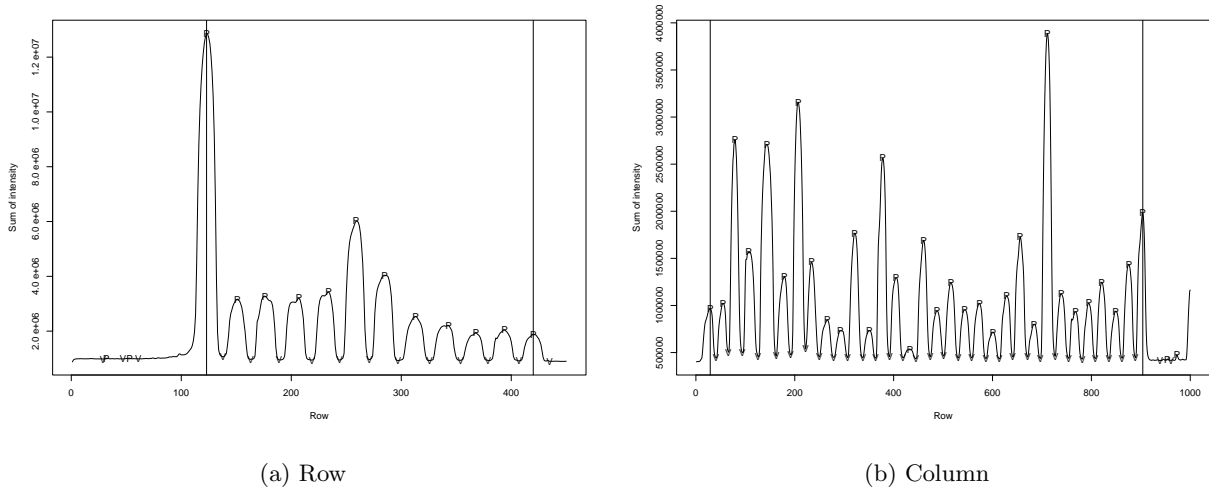 Sum of intensity
2.0 e+06
4.0 e+06
6.0 e+06
8.0 e+06
1.0 e+07
1.2 e+07
P
VP VP V
0
100
200
300
400
Row
(a) Row
Sum of intensity
500000
1000000
1500000
2000000
2500000
3000000
3500000
4000000
P
0
200
400
600
800
1000
Row
(b) Column